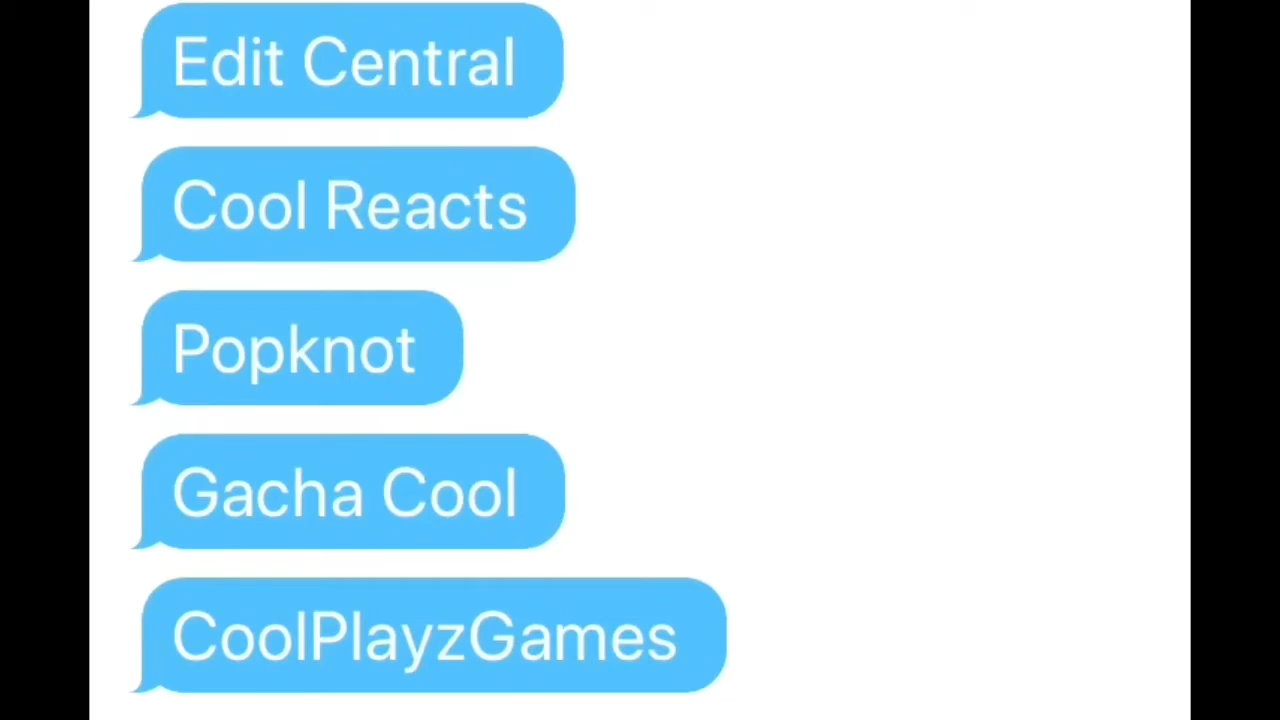 Edit Central
Cool Reacts
Popknot
Gacha Cool
CoolPlayzGames